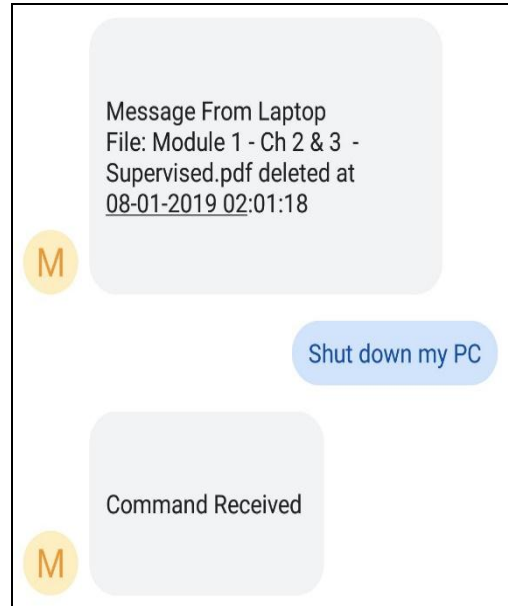 Message From Laptop
File: Module 1 - Ch 2 & 3 -
Supervised.pdf deleted at
08-01-2019 02:01:18
M
Shut down my PC
Command Received
M